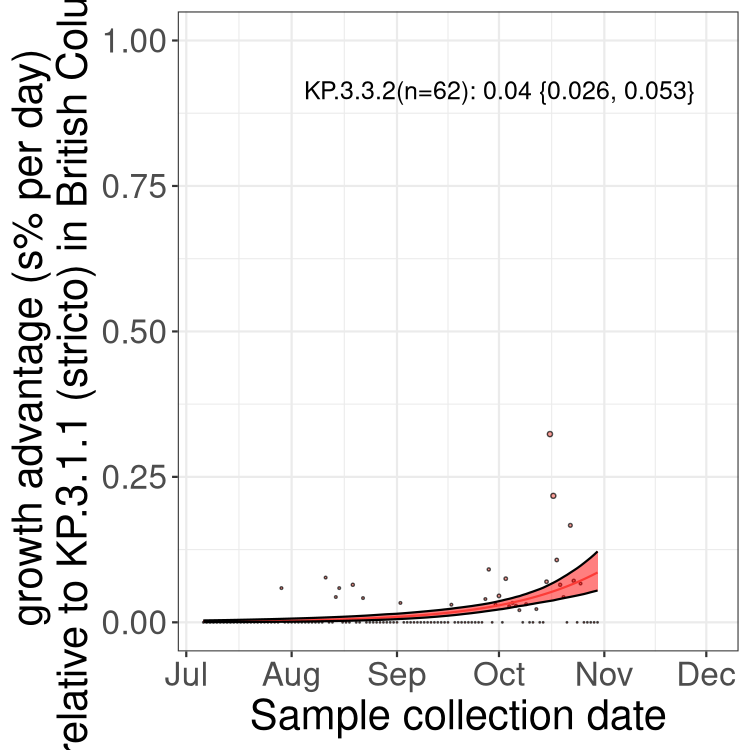 growth advantage (s% per day)
relative to KP.3.1.1 (stricto) in British Colu
1.00
0.75
0.50
0.25
0.00
KP.3.3.2(n=62): 0.04 {0.026, 0.053}
Jul Aug Sep Oct Nov Dec
Sample collection date